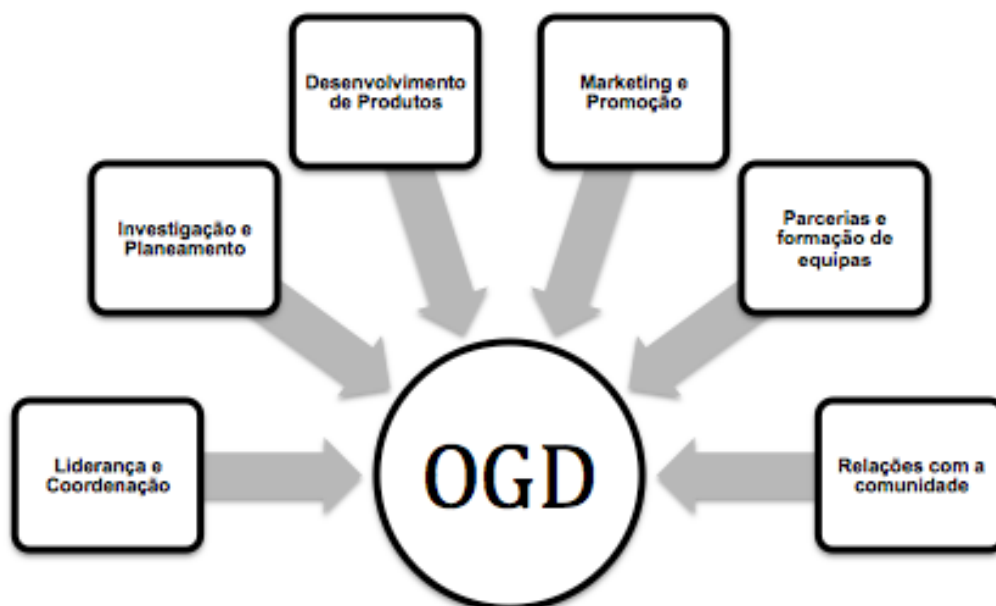 Desenvolvimento
de Produtos
Marketing e
Promoção
Investigação e
Planeamento
Parcerias e
formação de
equipas
Liderança e
Coordenação
OGD
Relações com a
comunidade